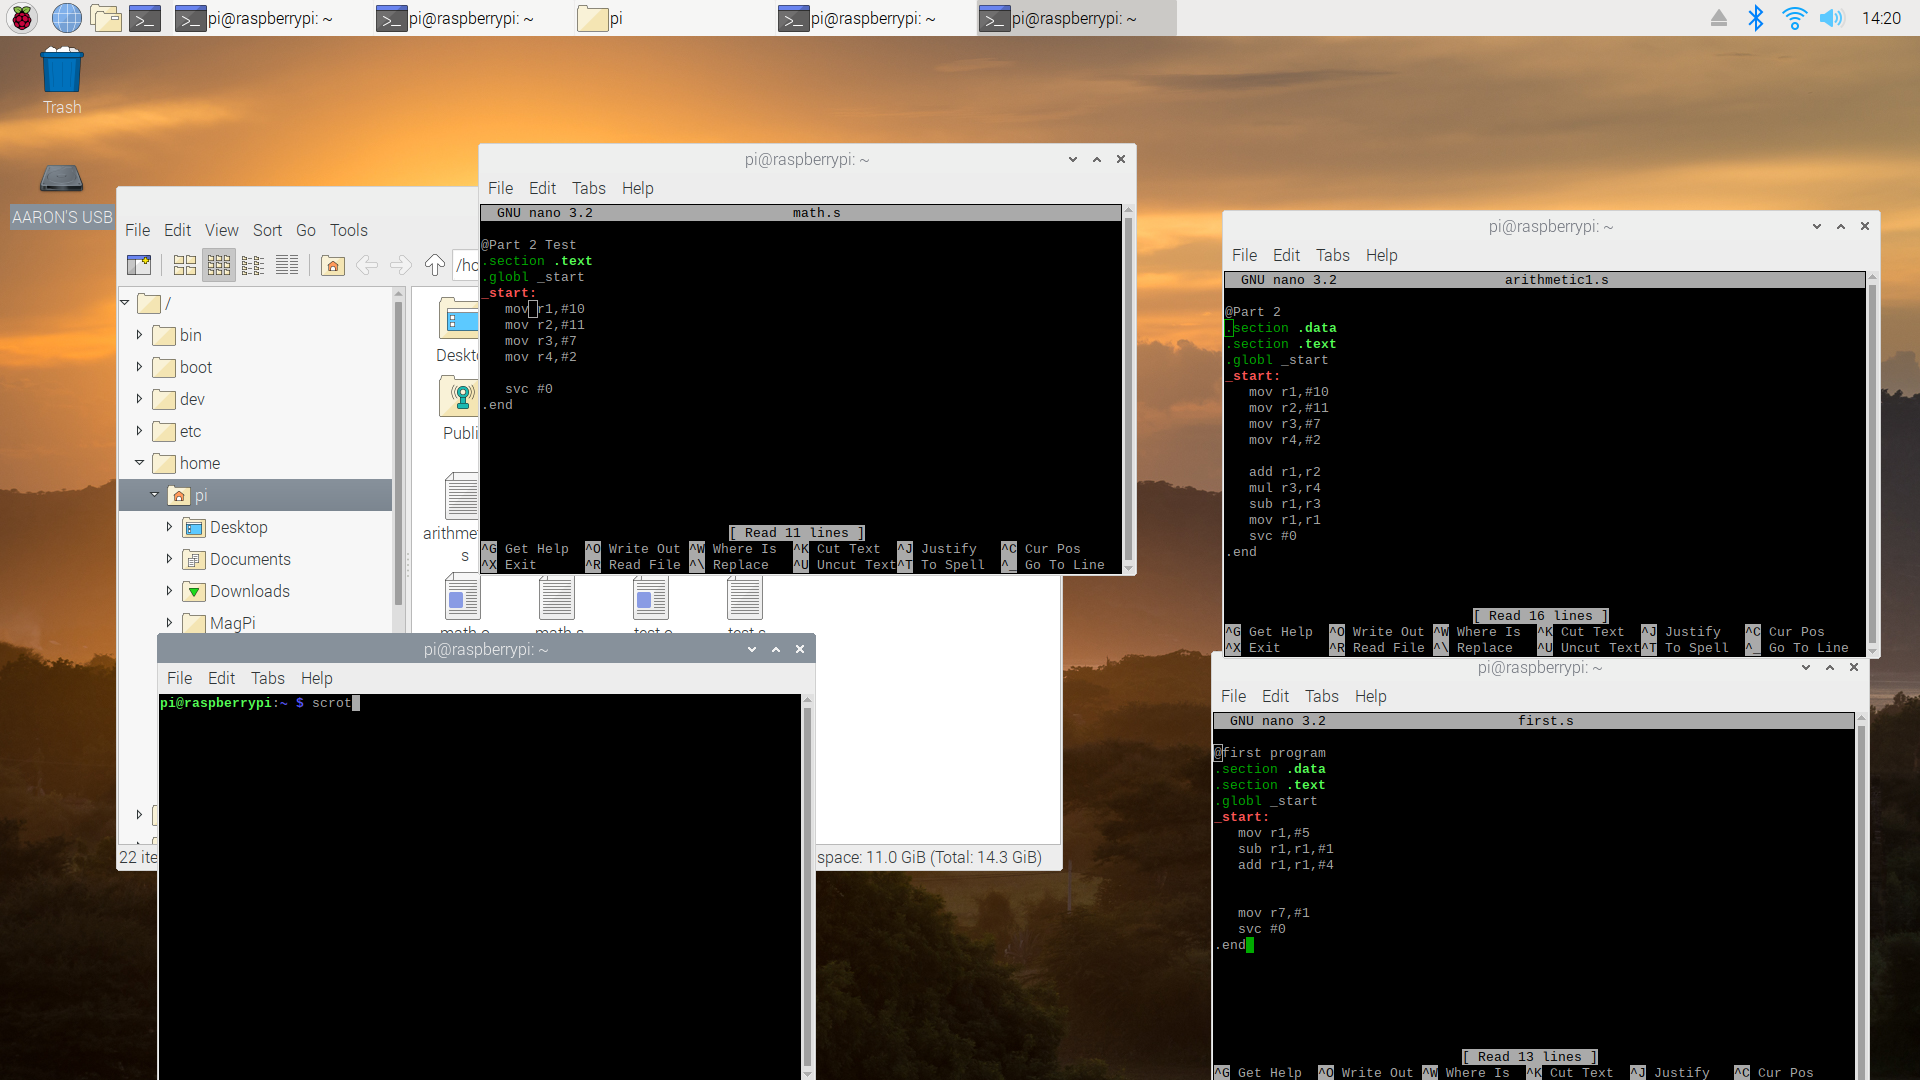 pi@raspberrypi: ~
pi@raspberrypi: ~
pi
pi@raspberrypi: ~
pi@raspberrypi: ~
14:20
Trash
AARON'S USB
File Edit View Sort Go Tools
/
bin
boot
dev
etc
home
pi
Desktop
Documents
Downloads
MagPi
22
space: 11.0 GiB (Total: 14.3 GiB)
pi@raspberrypi: ~
File Edit Tabs Help
GNU nano 3.2 math.s
@Part 2 Test
.section .text
.globl _start
_start:
mov r1,#10
mov r2,#11
mov r3,#7
mov r4,#2
svc #0
.end
[ Read 11 lines ]
^G Get Help ^O Write Out ^W Where Is ^K Cut Text ^J Justify ^C Cur Pos
^X Exit ^R Read File ^\ Replace ^U Uncut Text ^T To Spell ^_ Go To Line
math.o math.s test.o test.s
pi@raspberrypi: ~
File Edit Tabs Help
pi@raspberrypi:~ $ scrot
pi@raspberrypi: ~
File Edit Tabs Help
GNU nano 3.2 arithmetic1.s
@Part 2
.section .data
.section .text
.globl _start
_start:
mov r1,#10
mov r2,#11
mov r3,#7
mov r4,#2
add r1,r2
mul r3,r4
sub r1,r3
mov r1,r1
svc #0
.end
[ Read 16 lines ]
^G Get Help ^O Write Out ^W Where Is ^K Cut Text ^J Justify ^C Cur Pos
^X Exit ^R Read File ^\ Replace ^U Uncut Text ^T To Spell ^_ Go To Line
pi@raspberrypi: ~
File Edit Tabs Help
GNU nano 3.2 first.s
@first program
.section .data
.section .text
.globl _start
_start:
mov r1,#5
sub r1,r1,#1
add r1,r1,#4
mov r7,#1
svc #0
.end
[ Read 13 lines ]
^G Get Help ^O Write Out ^W Where Is ^K Cut Text ^J Justify ^C Cur Pos